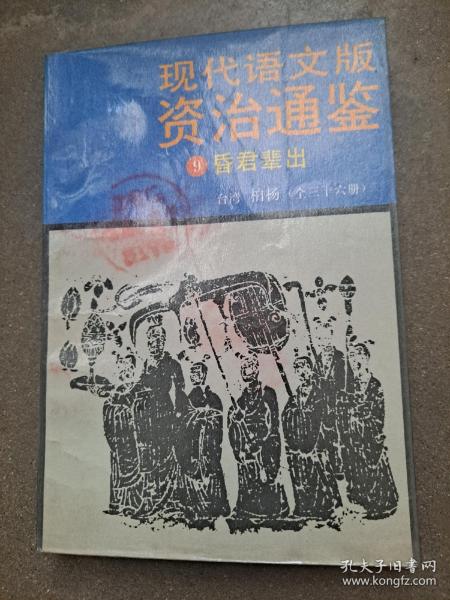 现代语文版
资治通鉴
9 昏君辈出
台湾 柏杨（全三十六册）
孔夫子旧书网
www.kongfz.com